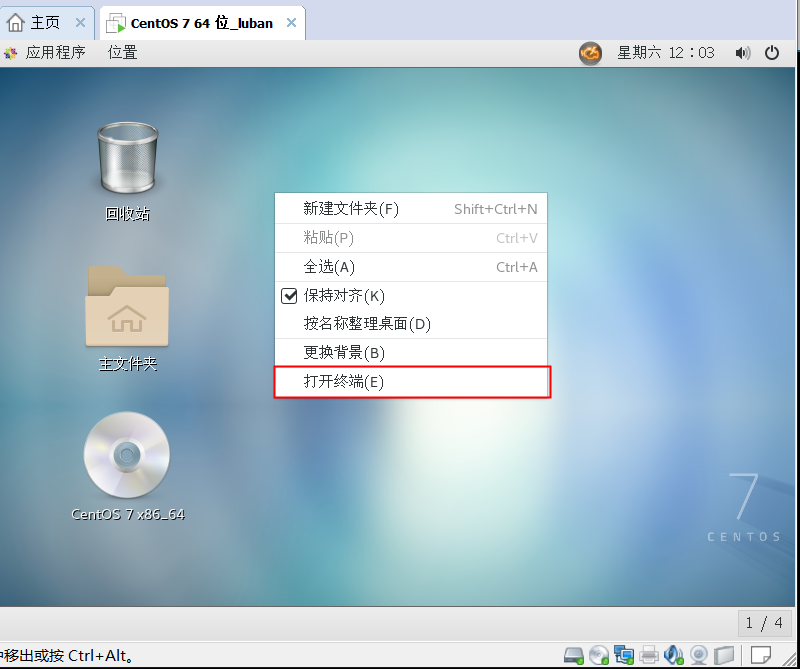 主页
CentOS 7 64 位_luban
应用程序 位置 星期六 12：03
回收站
新建文件夹(F) Shift+Ctrl+N
粘贴(P) Ctrl+V
全选(A) Ctrl+A
保持对齐(K)
按名称整理桌面(D)
更换背景(B)
打开终端(E)
主文件夹
CentOS 7 x86_64
7
CENTOS
1 / 4
中移出或按 Ctrl+Alt。